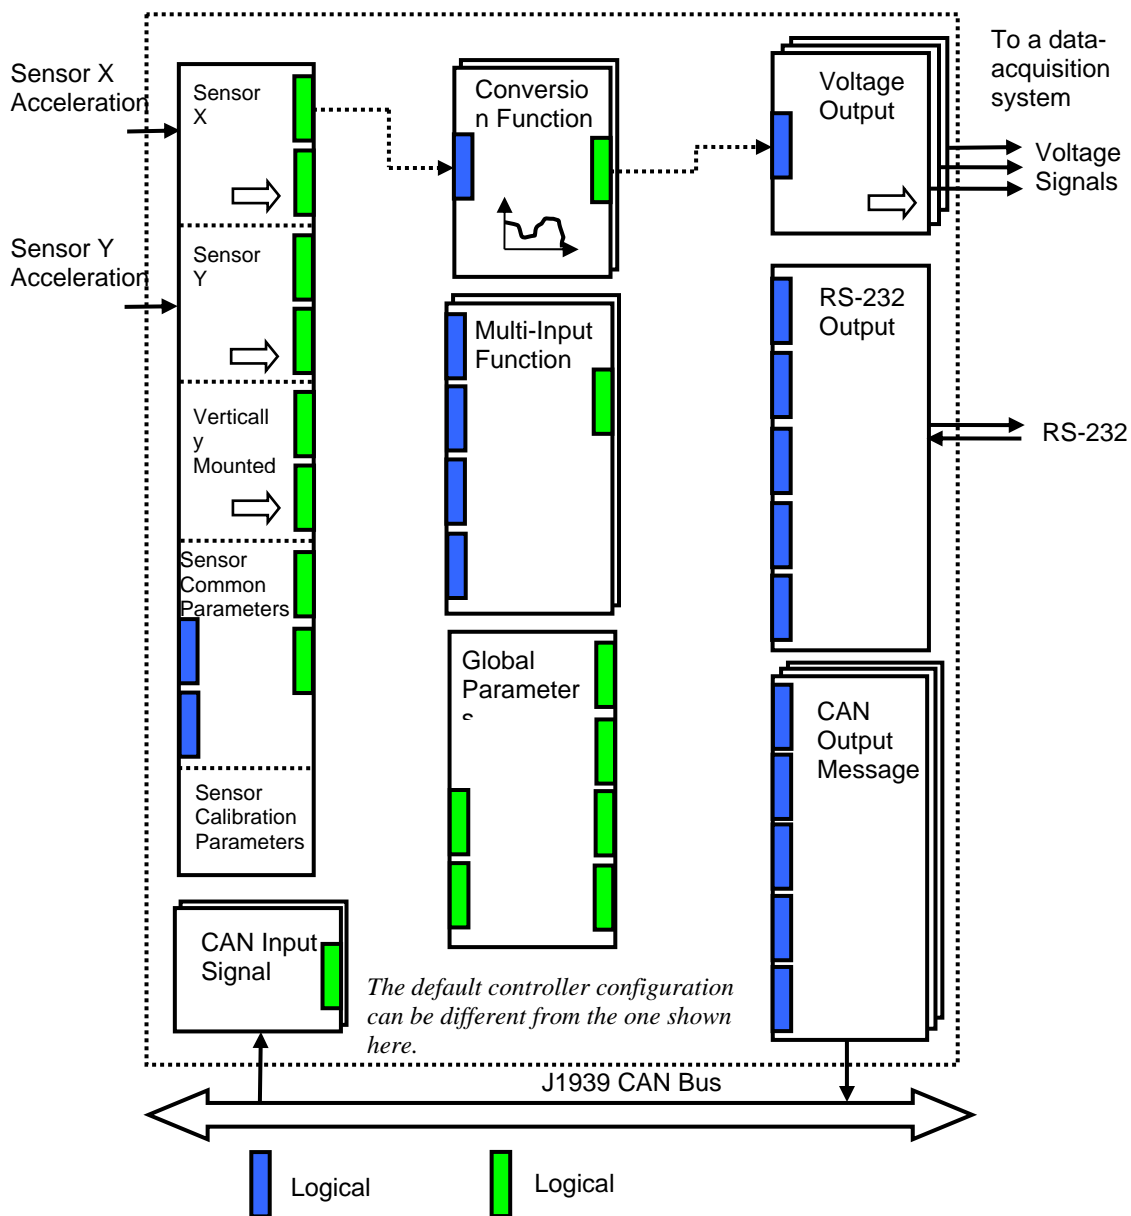 Sensor X
Acceleration
Sensor
X
Sensor Y
Acceleration
Sensor
Y
Verticall
y
Mounted
Sensor
Common
Parameters
Sensor
Calibration
Parameters
CAN Input
Signal
Conversio
n Function
Multi-Input
Function
Global
Parameter
s
The default controller configuration
can be different from the one shown
here.
Voltage
Output
To a data-
acquisition
system
Voltage
Signals
RS-232
Output
RS-232
CAN
Output
Message
J1939 CAN Bus
Logical
Logical